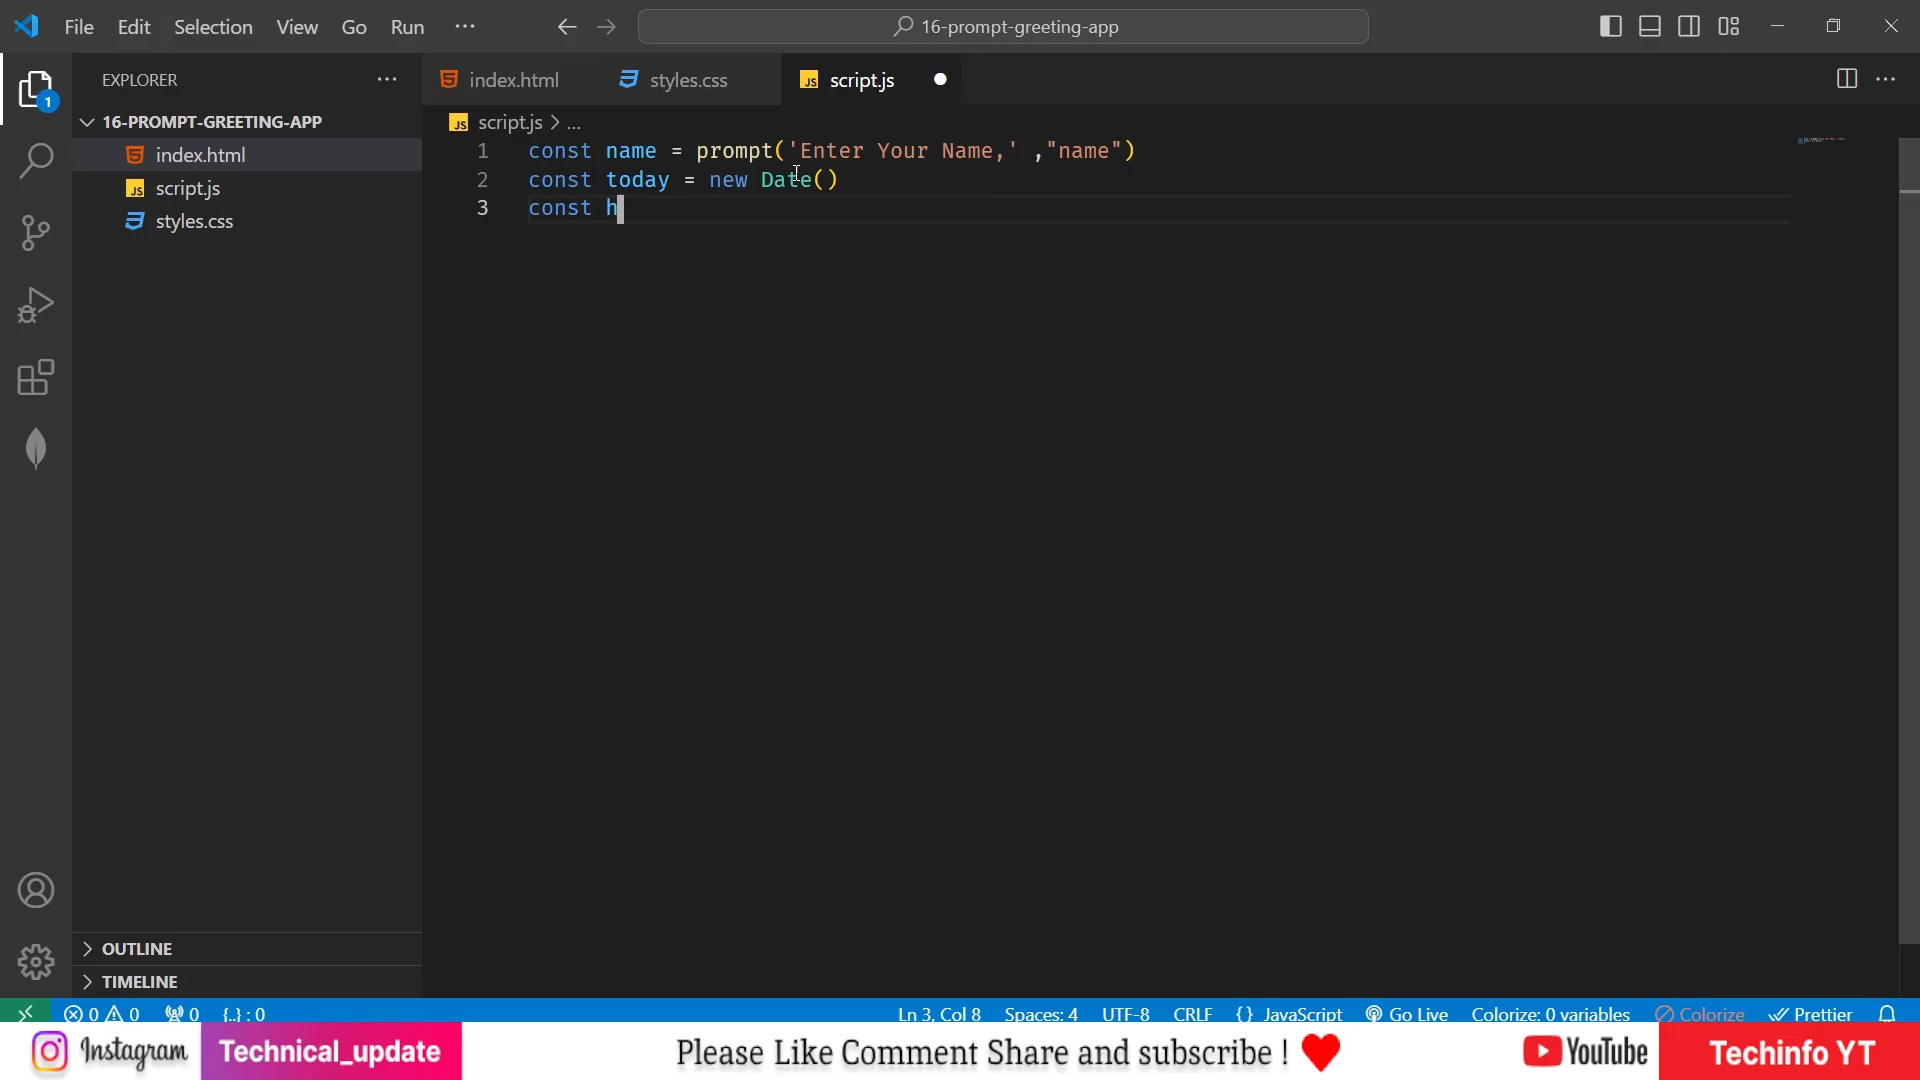 File Edit Selection View Go Run ... 16-prompt-greeting-app
EXPLORER ...
index.html styles.css script.js
16-PROMPT-GREETING-APP
index.html
script.js
styles.css
1
JS script.js > ...
1 const name = prompt('Enter Your Name,' ,"name")
2 const today = new Date()
3 const h
OUTLINE
TIMELINE
0 0 0 {..} : 0 Ln 3, Col 8 Spaces: 4 UTF-8 CRLF {} JavaScript Go Live Colorize: 0 variables Colorize Prettier
Instagram Technical_update Please Like Comment Share and subscribe ! YouTube Techinfo YT